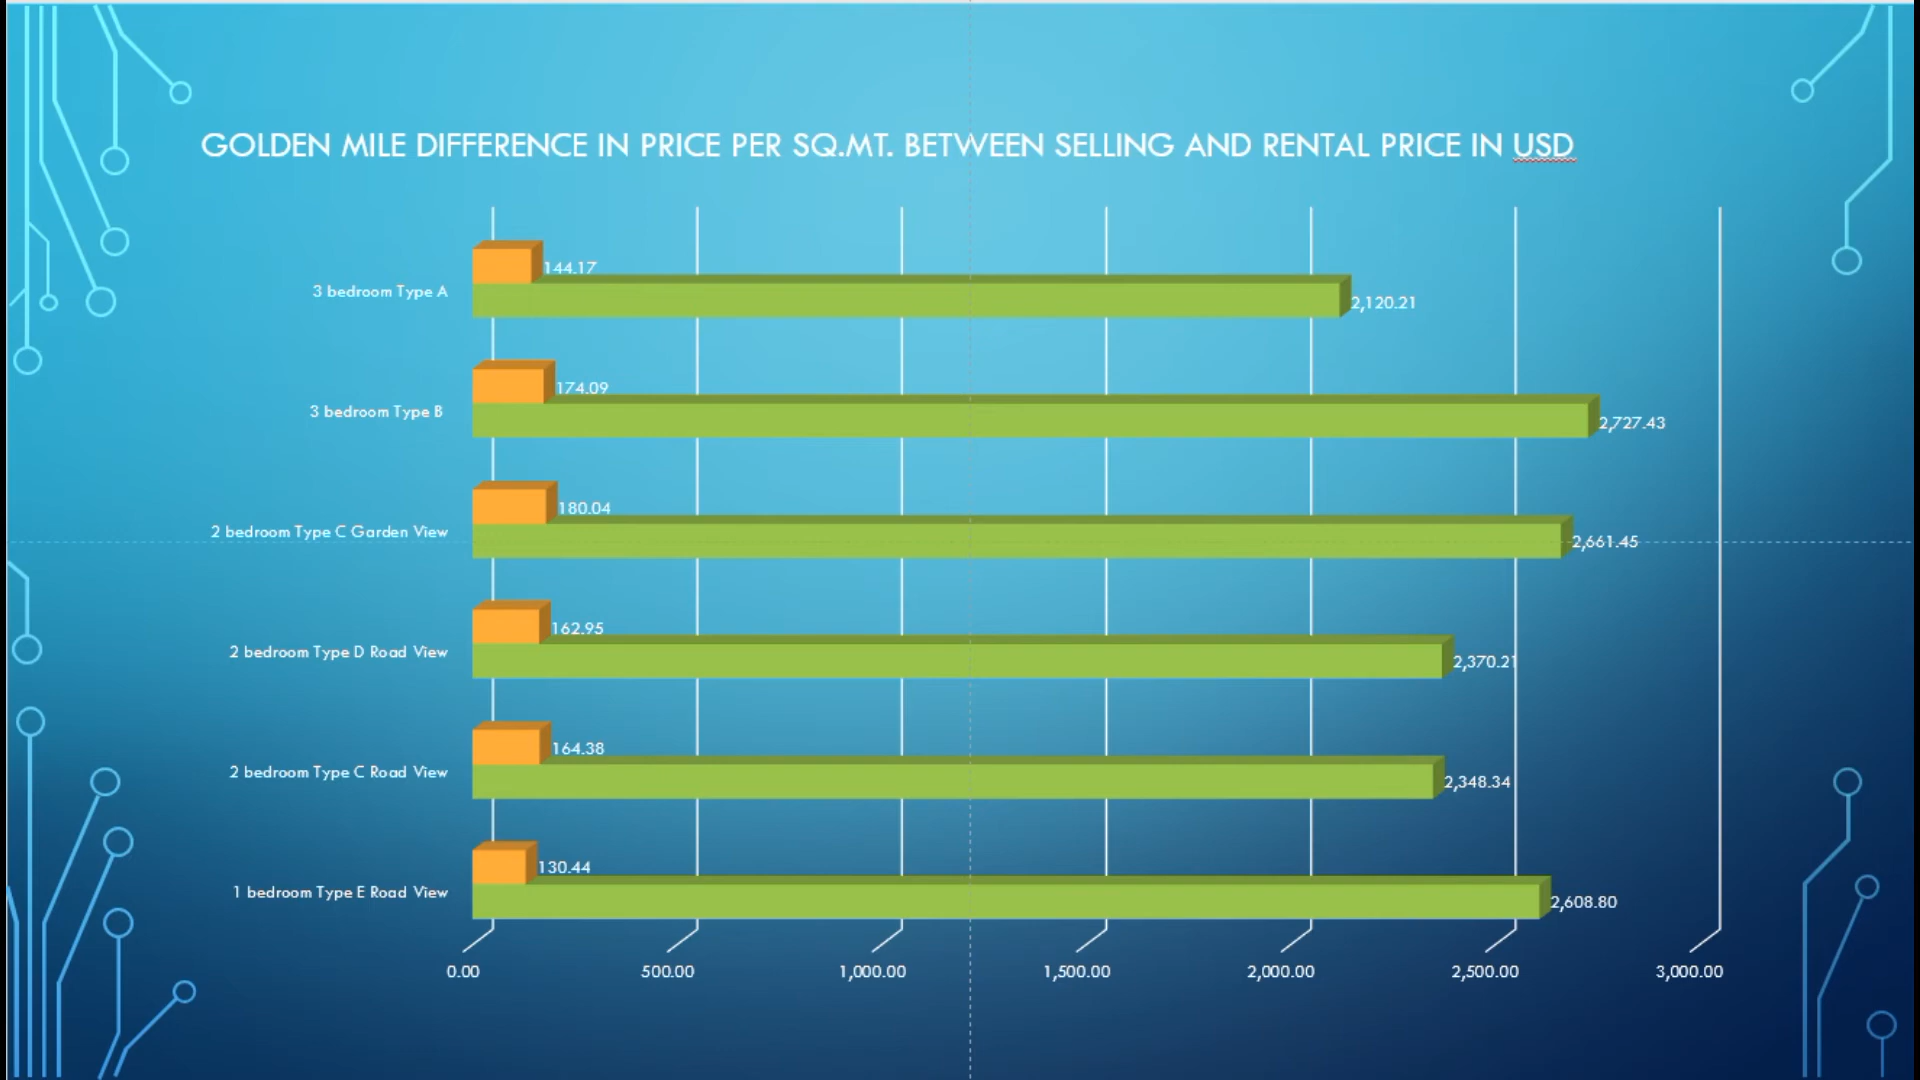 GOLDEN MILE DIFFERENCE IN PRICE PER SQ.MT. BETWEEN SELLING AND RENTAL PRICE IN USD
144.17
3 bedroom Type A
2,120.21
174.09
3 bedroom Type B
2,727.43
180.04
2 bedroom Type C Garden View
2,661.45
162.95
2 bedroom Type D Road View
2,370.21
164.38
2 bedroom Type C Road View
2,348.34
130.44
1 bedroom Type E Road View
2,608.80
0.00 500.00 1,000.00 1,500.00 2,000.00 2,500.00 3,000.00